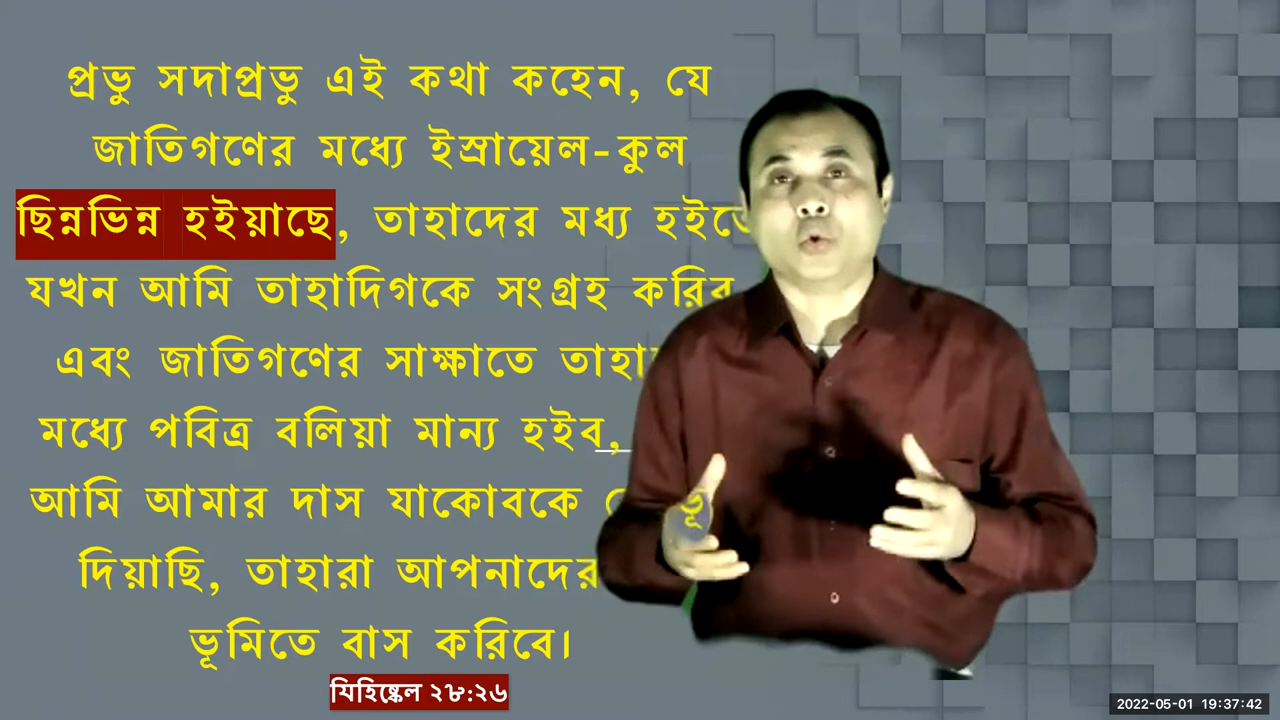 প্রভু সদাপ্রভু এই কথা কহেন, যে
জাতিগণের মধ্যে ইস্রায়েল-কুল
ছিন্নভিন্ন হইয়াছে, তাহাদের মধ্য হইতে
যখন আমি তাহাদিগকে সংগ্রহ করিব
এবং জাতিগণের সাক্ষাতে
মধ্যে পবিত্র বলিয়া মান্য হইব,
আমি আমার দাস যাকোবকে
দিয়াছি, তাহারা আপনাদের
ভূমিতে বাস করিবে।
যিহিষ্কেল ২৮:২৬
2022-05-01 19:37:42